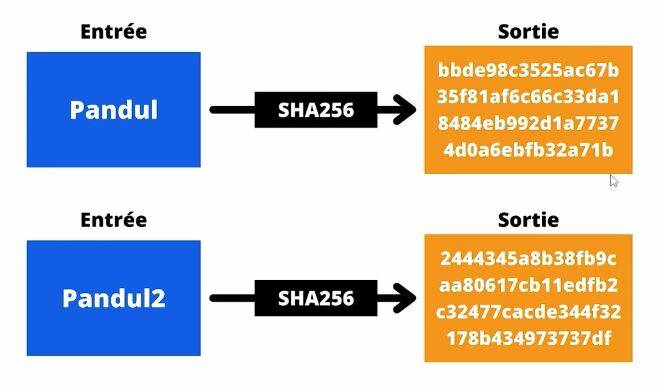 Entrée
Sortie
Pandul
SHA256
bbde98c3525ac67b
35f81af6c66c33da1
8484eb992d1a7737
4d0a6ebfb32a71b
Entrée
Sortie
Pandul2
SHA256
2444345a8b38fb9c
aa80617cb11edfb2
c32477cacde344f32
178b434973737df